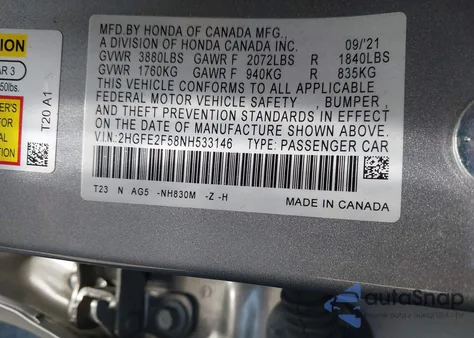 MFD.BY HONDA OF CANADA MFG.,
A DIVISION OF HONDA CANADA INC. 09/21
GVWR 3880LBS GAWR F 2072LBS R 1840LBS
GVWR 1760KG GAWR F 940KG R 835KG
THIS VEHICLE CONFORMS TO ALL APPLICABLE
FEDERAL MOTOR VEHICLE SAFETY , BUMPER ,
AND THEFT PREVENTION STANDARDS IN EFFECT
ON THE DATE OF MANUFACTURE SHOWN ABOVE.
VIN:2HGFE2F58NH533146 TYPE: PASSENGER CAR
T23 N AG5 -NH830M -Z -H
MADE IN CANADA
T20 A1
autoSnap